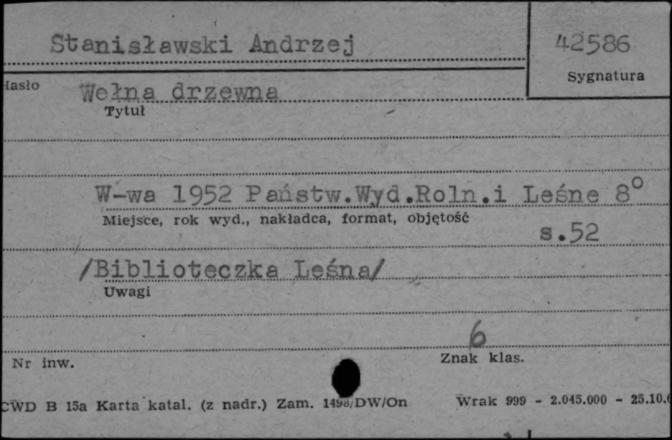 Stanisławski Andrzej 42586
Sygnatura
Wełna drzewna
Tytuł
W-wa 1952 Państw.Wyd.Roln.i Leśne 8°
Miejsce, rok wyd., nakładca, format, objętość
s.52
/Biblioteczka Leśna/
Uwagi
6
Nr inw. Znak klas.
CWD B 15a Karta katal. (z nadr.) Zam. 1498/DW/On Wrak 999 - 2.045.000 - 25.10.